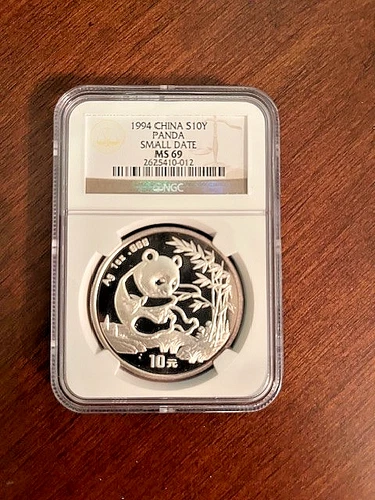 1994 CHINA S10Y
PANDA
SMALL DATE
MS 69
2625410-012
NGC
Ag 1oz .999
10元